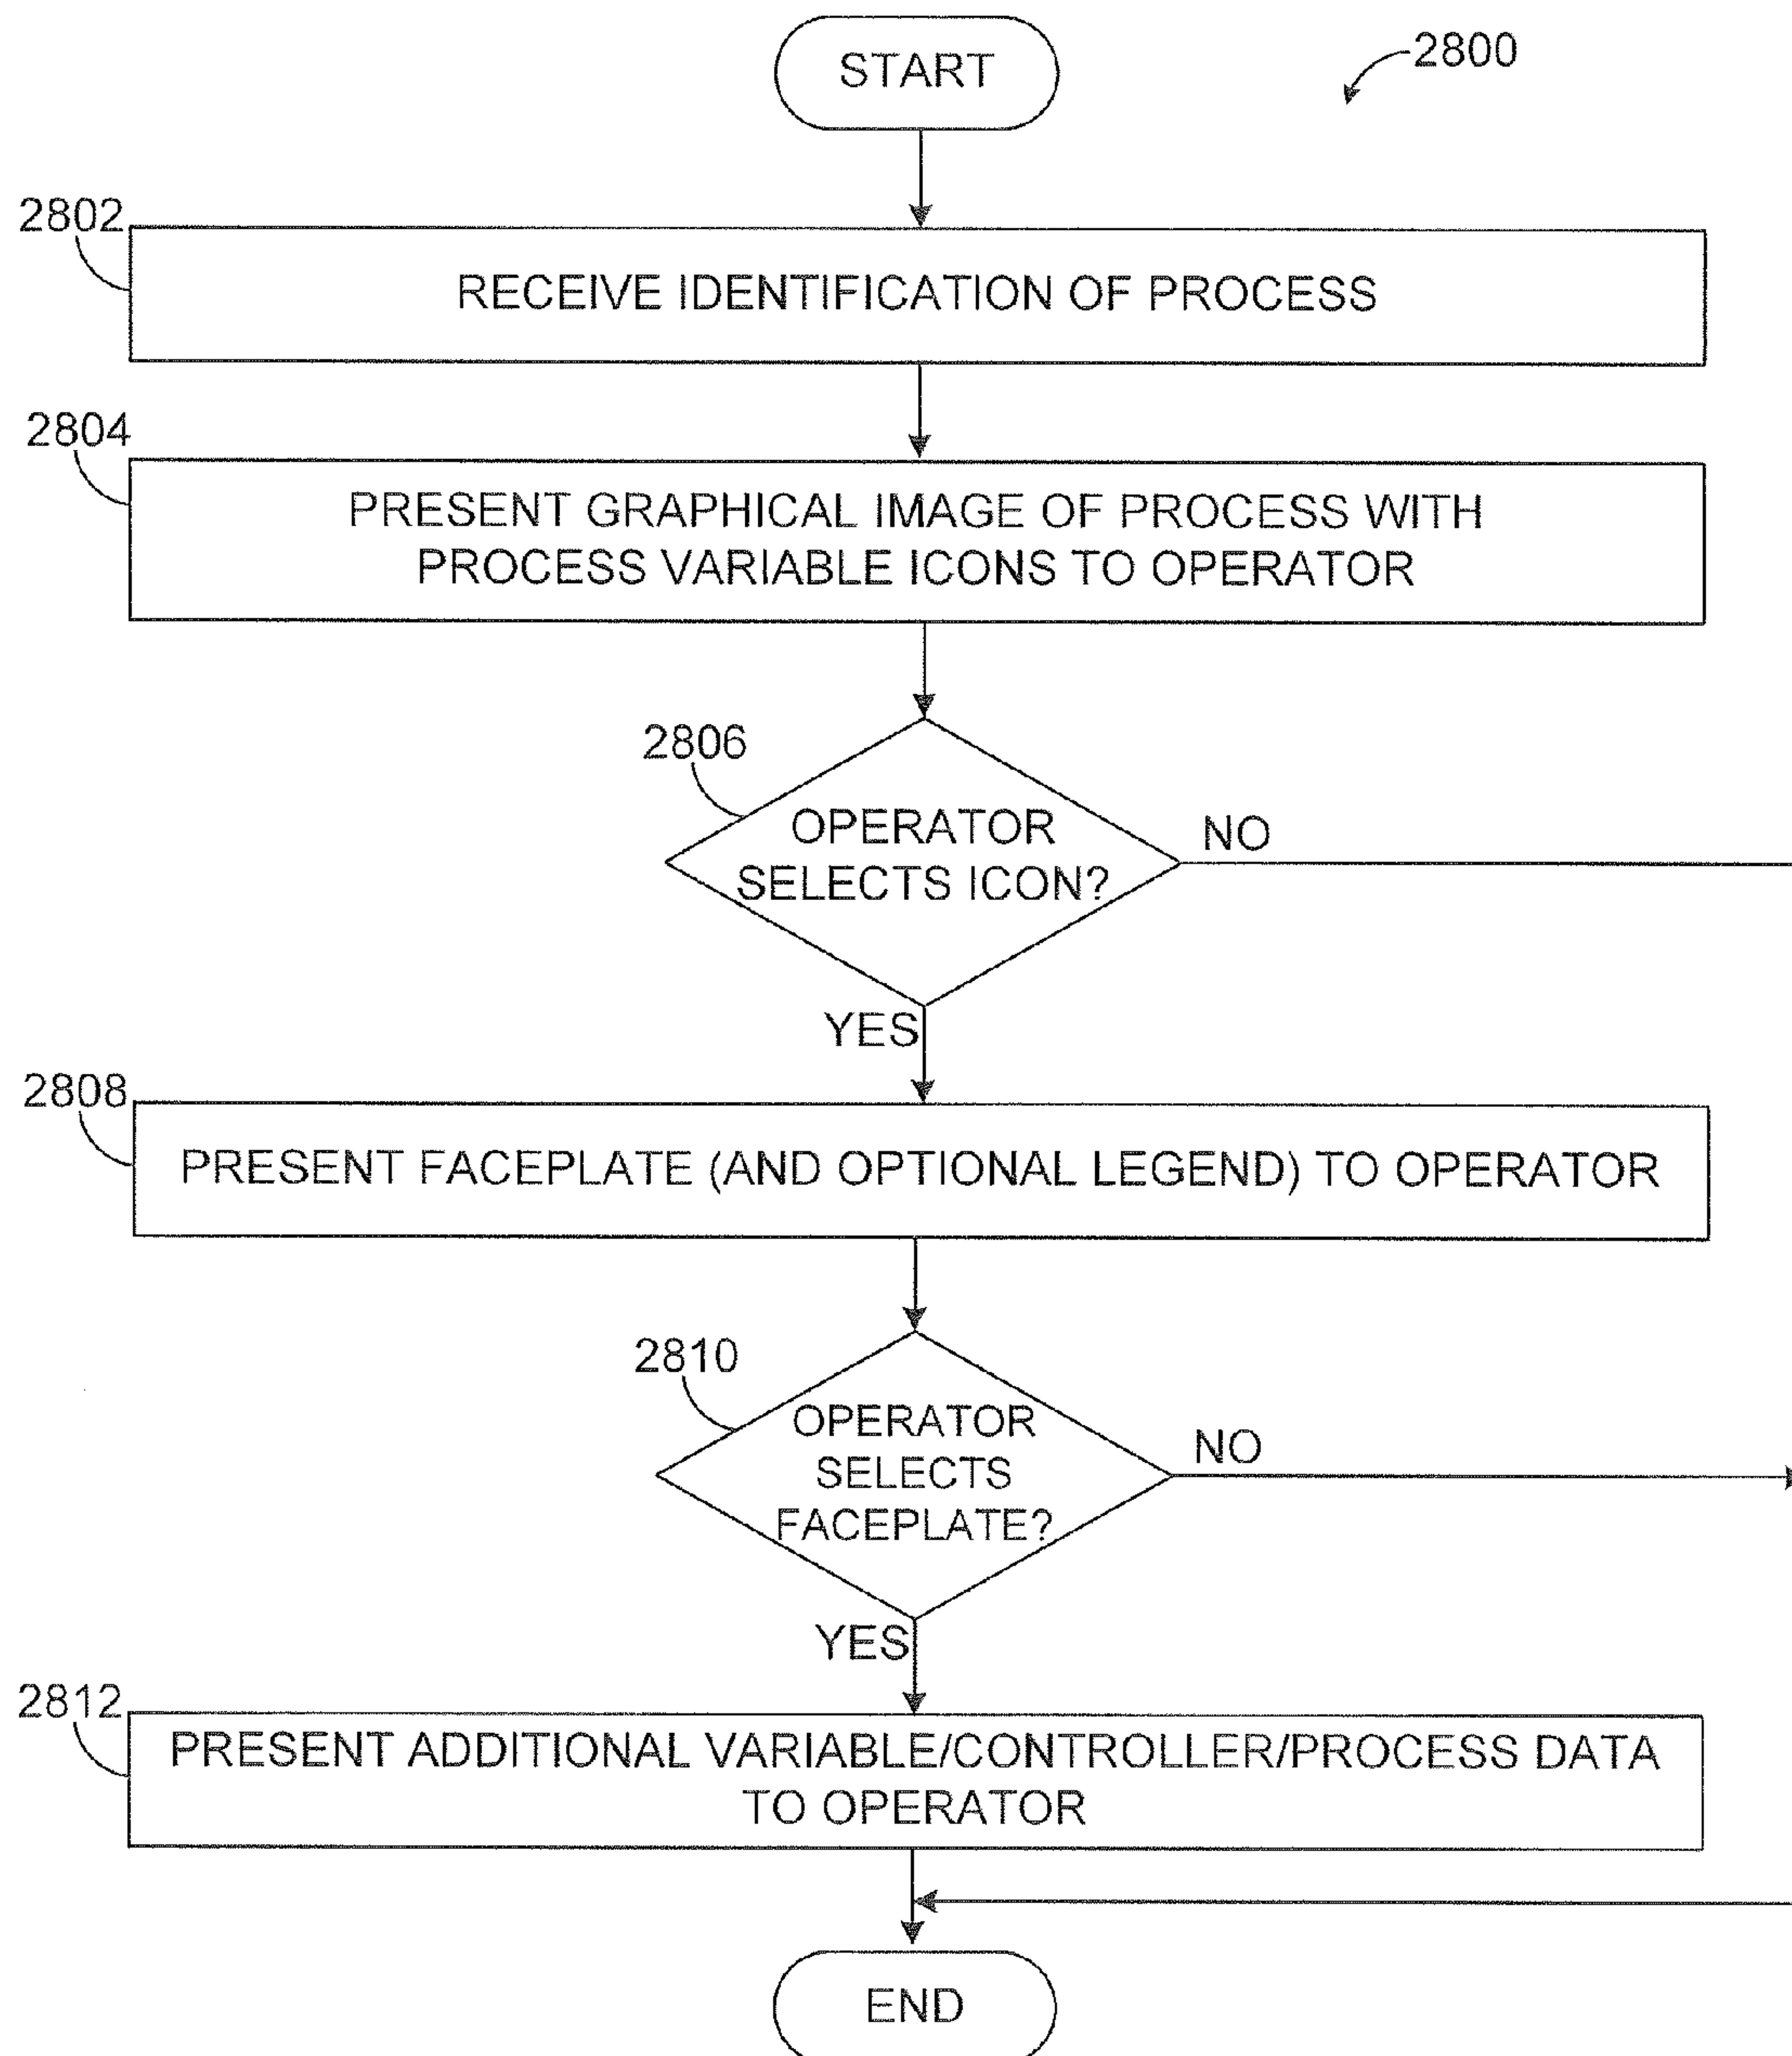 START
2800
2802
RECEIVE IDENTIFICATION OF PROCESS
2804
PRESENT GRAPHICAL IMAGE OF PROCESS WITH
PROCESS VARIABLE ICONS TO OPERATOR
2806
OPERATOR
SELECTS ICON?
NO
YES
2808
PRESENT FACEPLATE (AND OPTIONAL LEGEND) TO OPERATOR
2810
OPERATOR
SELECTS
FACEPLATE?
NO
YES
2812
PRESENT ADDITIONAL VARIABLE/CONTROLLER/PROCESS DATA
TO OPERATOR
END